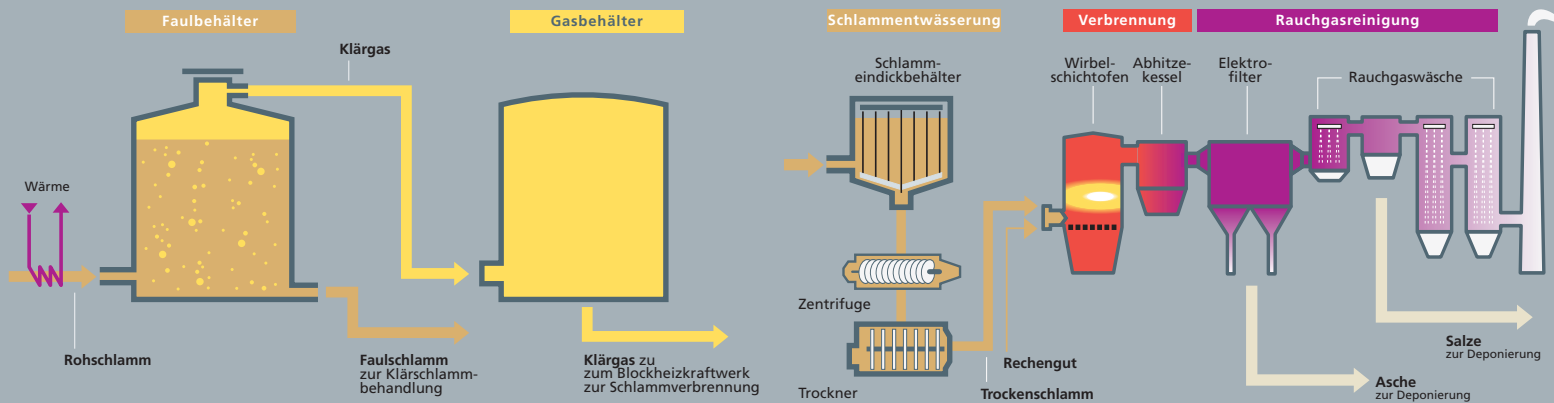 Faulbehälter
Gasbehälter
Schlammentwässerung
Verbrennung
Rauchgasreinigung
Klärgas
Schlamm-
eindickbehälter
Wirbel-
schichtofen
Abhitze-
kessel
Elektro-
filter
Rauchgaswäsche
Wärme
Zentrifuge
Rohschlamm
Faulschlamm
zur Klärschlamm-
behandlung
Klärgas zu
zum Blockheizkraftwerk
zur Schlammverbrennung
Trockner
Rechengut
Trockenschlamm
Salze
zur Deponierung
Asche
zur Deponierung